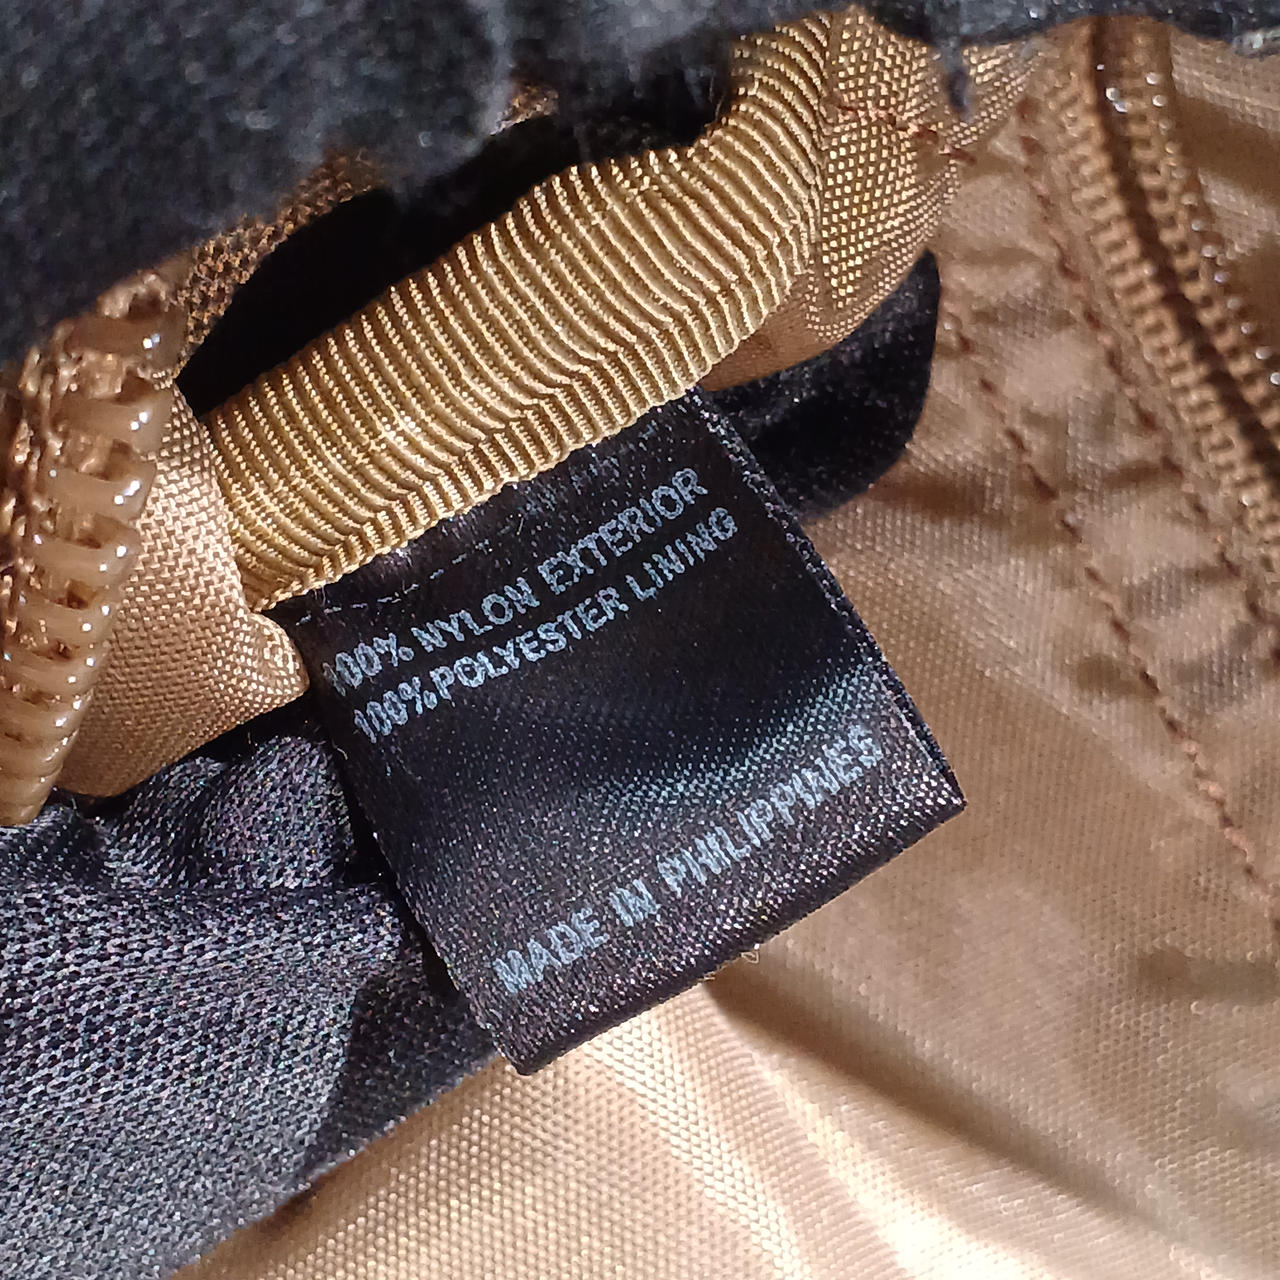 100% NYLON EXTERIOR
100% POLYESTER LINING
MADE IN PHILIPPINES